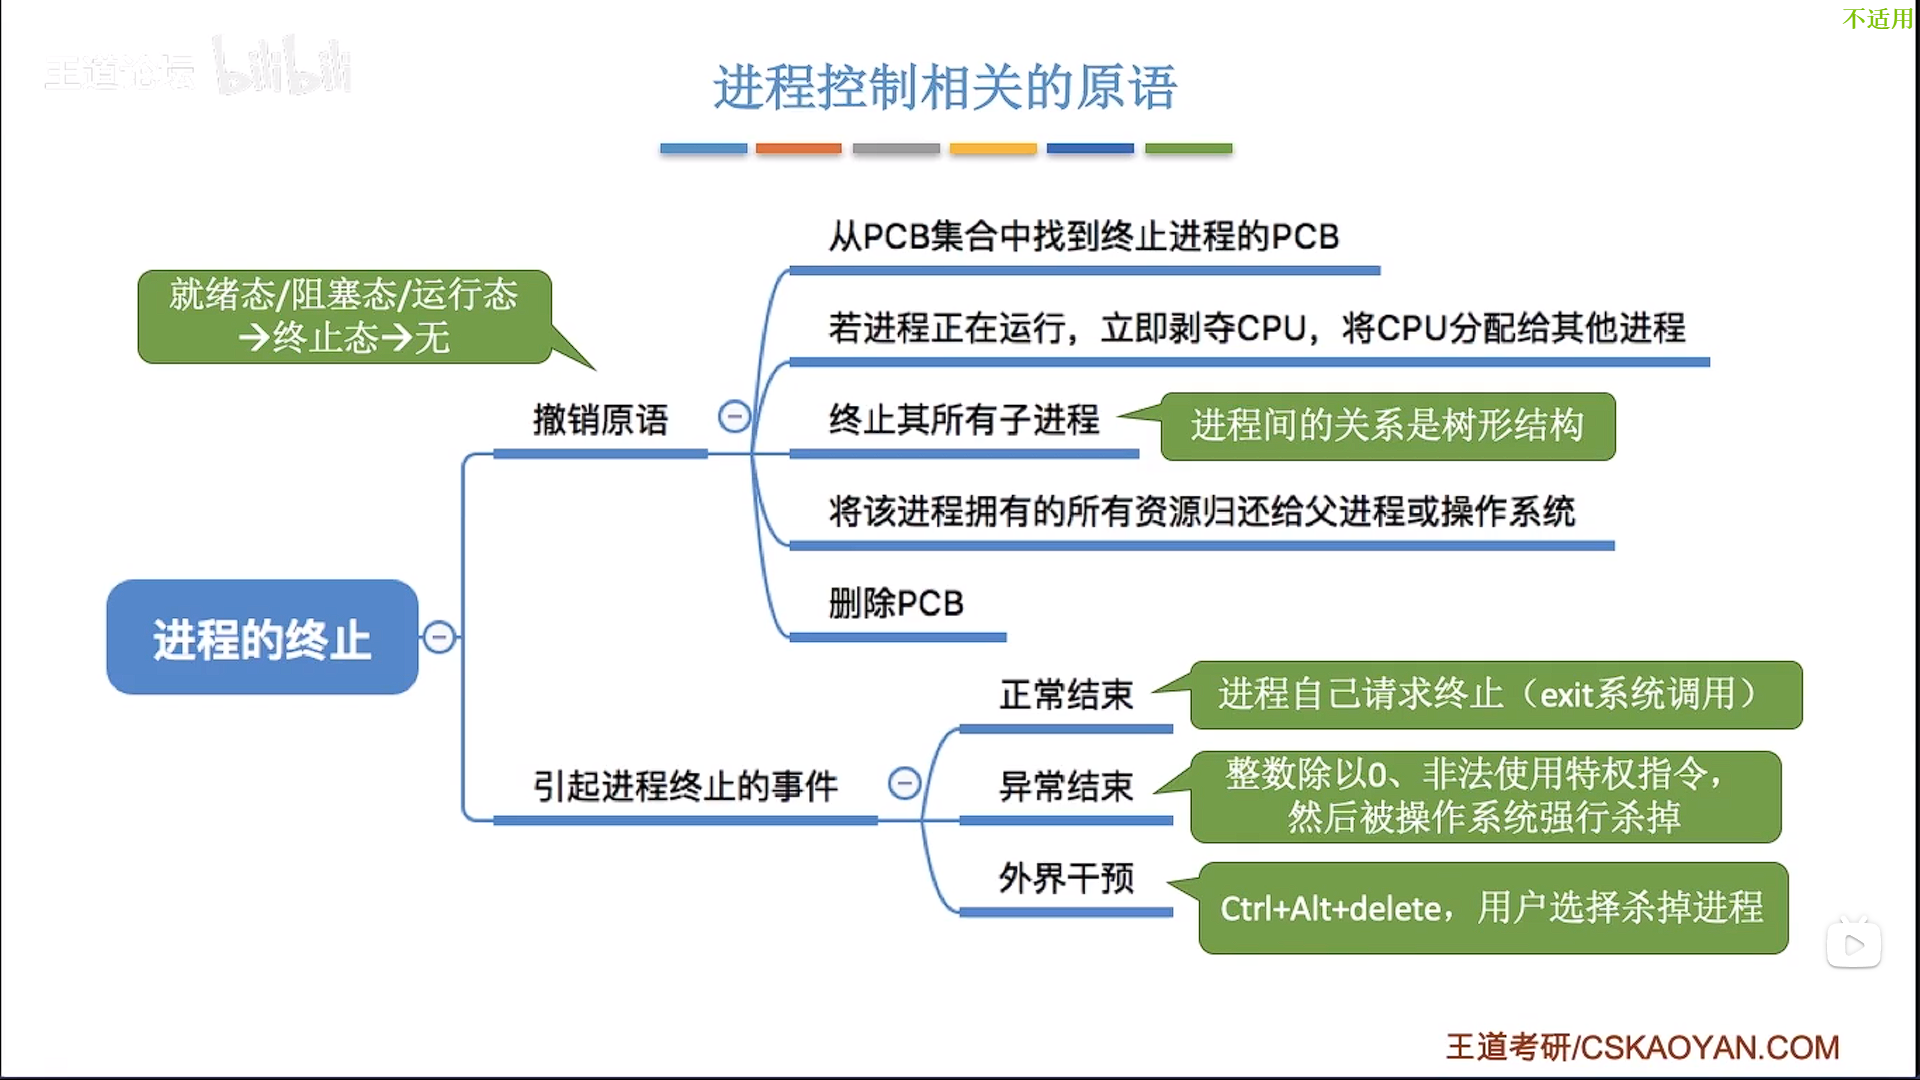 不适用
王道论坛 bilibili
进程控制相关的原语
从PCB集合中找到终止进程的PCB
就绪态/阻塞态/运行态
→终止态→无
若进程正在运行，立即剥夺CPU，将CPU分配给其他进程
撤销原语
终止其所有子进程
进程间的关系是树形结构
将该进程拥有的所有资源归还给父进程或操作系统
删除PCB
进程的终止
正常结束
进程自己请求终止（exit系统调用）
引起进程终止的事件
异常结束
整数除以0、非法使用特权指令，
然后被操作系统强行杀掉
外界干预
Ctrl+Alt+delete，用户选择杀掉进程
王道考研/CSKAOYAN.COM